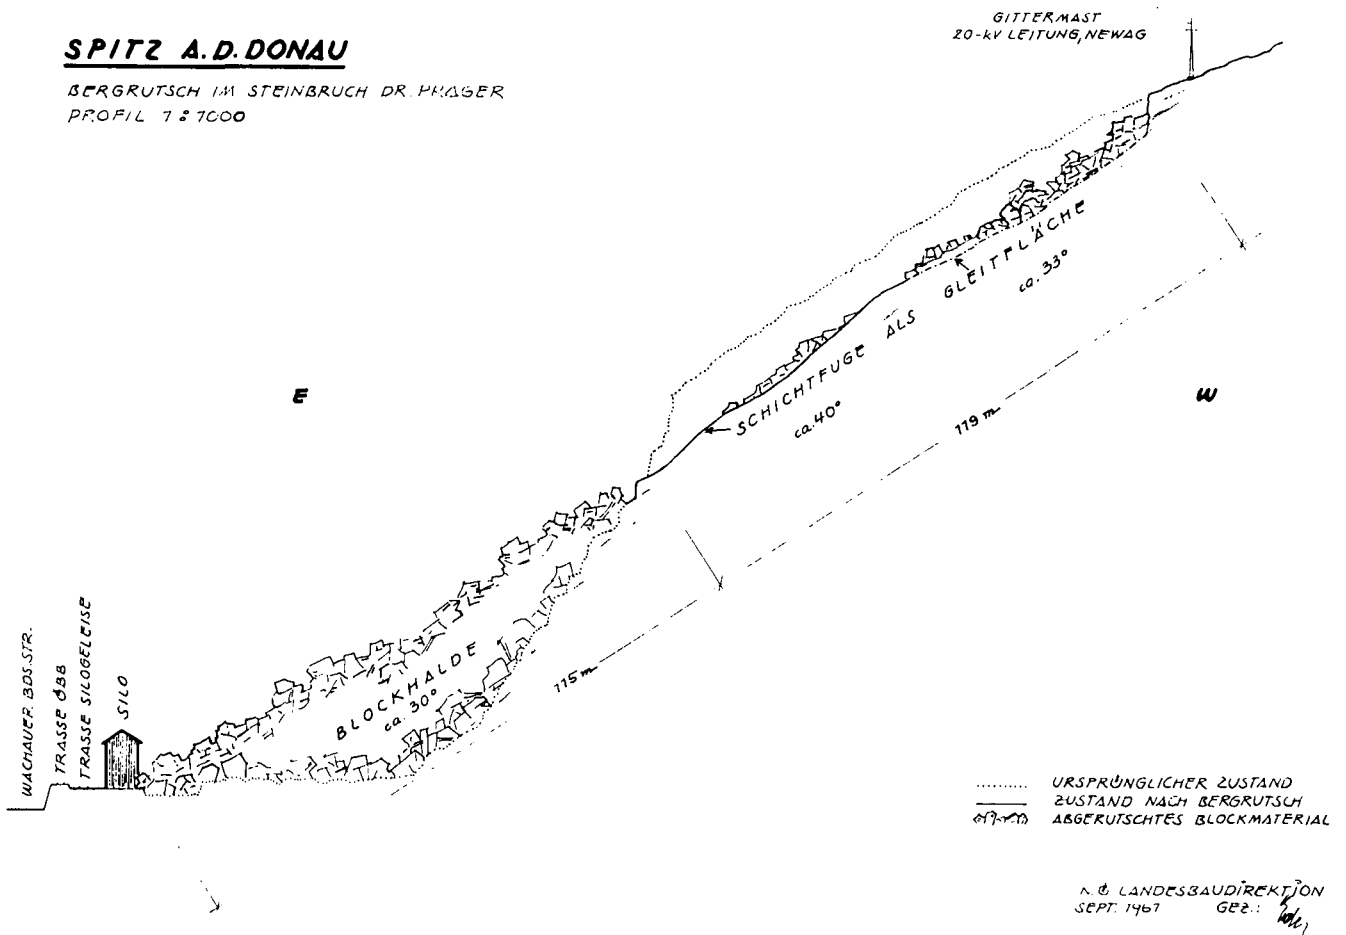 SPITZ A.D. DONAU
BERGRUTSCH IM STEINBRUCH DR. PRAGER
PROFIL 1:1000
GITTERMAST
20-KV LEITUNG, NEWAG
E
W
SCHICHTFUGE ALS GLEITFLÄCHE
ca. 33°
ca. 40°
119 m
115 m
BLOCKHALDE
ca. 30°
WACHAUER BDS.STR.
TRASSE ÖBB
TRASSE SILOGELEISE
SILO
URSPRÜNGLICHER ZUSTAND
ZUSTAND NACH BERGRUTSCH
ABGERUTSCHTES BLOCKMATERIAL
N.Ö. LANDESBAUDIREKTION
SEPT. 1961 GEZ.: